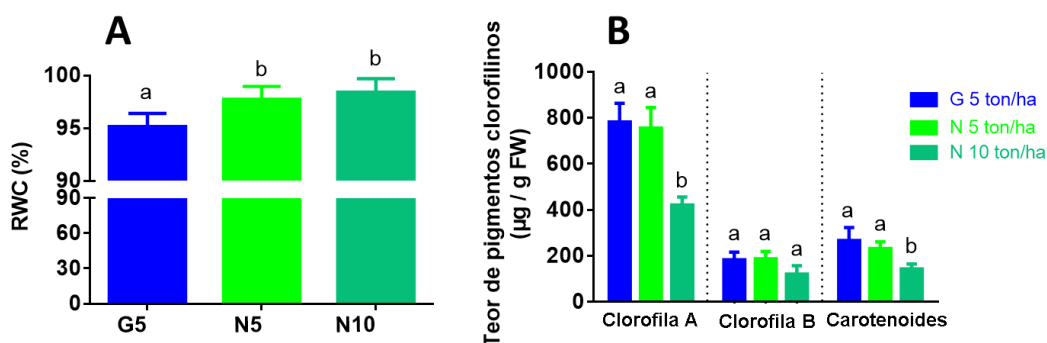 A
RWC (%)
100
95
90
90
60
30
0
a
b
b
G5
N5
N10
B
Teor de pigmentos clorofilinos
(µg / g FW)
1000
800
600
400
200
0
a
a
b
a
a
a
a
a
b
Clorofila A
Clorofila B
Carotenoides
G 5 ton/ha
N 5 ton/ha
N 10 ton/ha